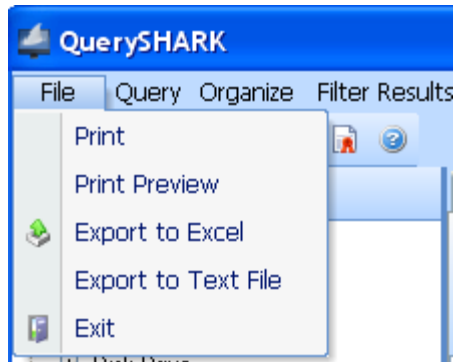 QuerySHARK
File Query Organize Filter Results
Print
Print Preview
Export to Excel
Export to Text File
Exit